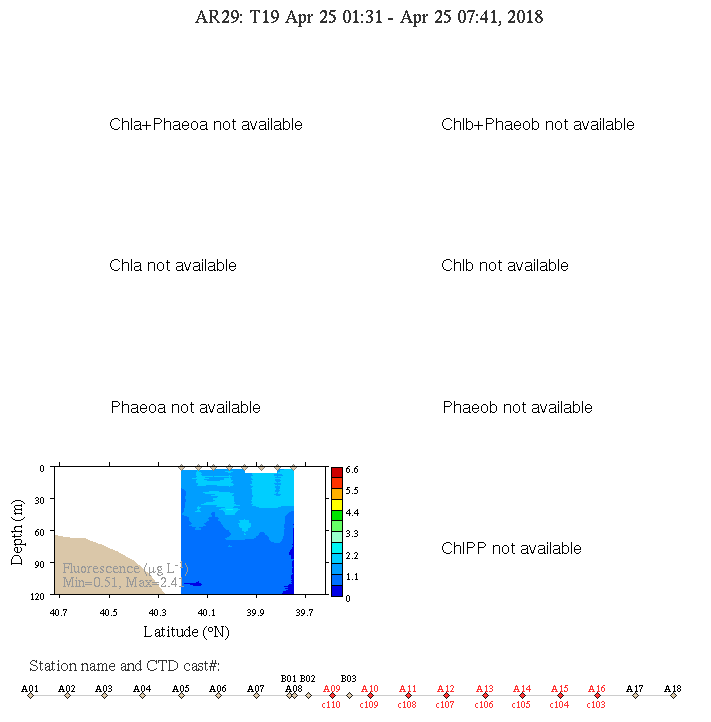 AR29: T19 Apr 25 01:31 - Apr 25 07:41, 2018
Chla+Phaeoa not available
Chlb+Phaeob not available
Chla not available
Chlb not available
Phaeoa not available
Phaeob not available
ChlPP not available
Depth (m)
0
30
60
90
120
Fluorescence (μg L⁻¹)
Min=0.51, Max=2.41
40.7 40.5 40.3 40.1 39.9 39.7
Latitude (°N)
6.6
5.5
4.4
3.3
2.2
1.1
0
Station name and CTD cast#:
B01 B02 B03
A01 A02 A03 A04 A05 A06 A07 A08 A09 A10 A11 A12 A13 A14 A15 A16 A17 A18
c110 c109 c108 c107 c106 c105 c104 c103